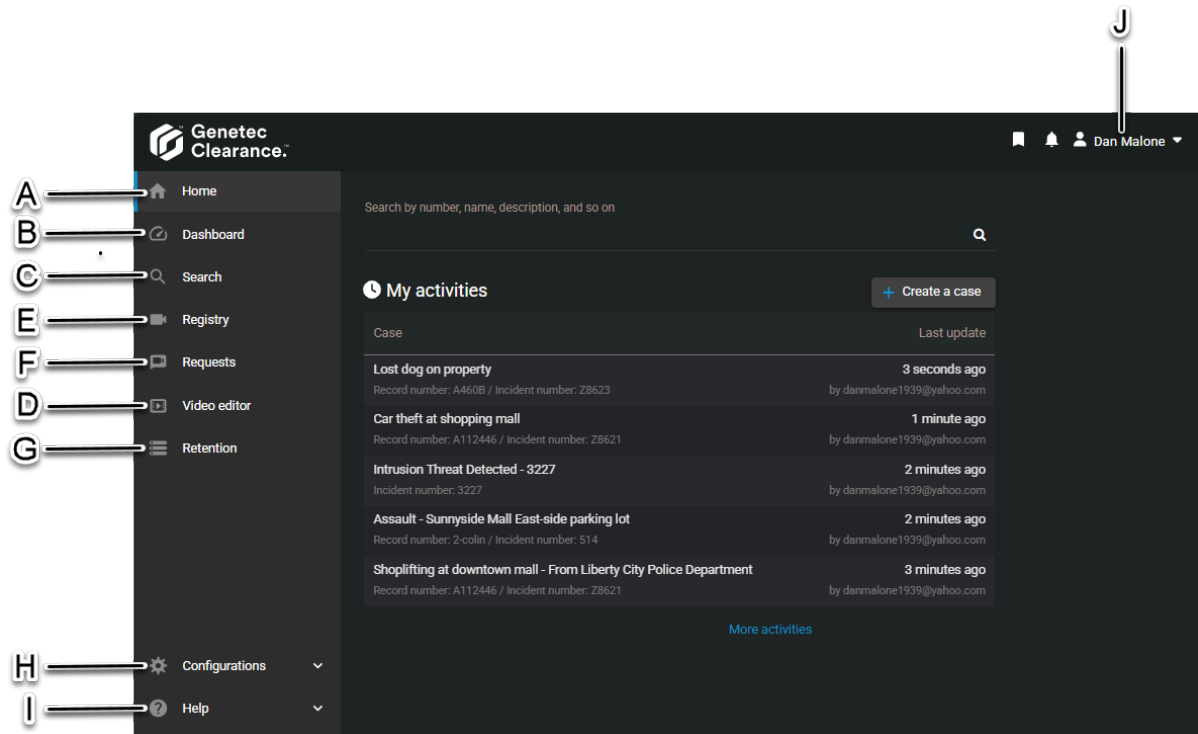 J
Genetec
Clearance.™
Dan Malone
A
Home
B
Dashboard
C
Search
E
Registry
F
Requests
D
Video editor
G
Retention
H
Configurations
I
Help
Search by number, name, description, and so on
My activities
+ Create a case
Case Last update
Lost dog on property 3 seconds ago
Record number: A460B / Incident number: Z8623 by danmalone1939@yahoo.com
Car theft at shopping mall 1 minute ago
Record number: A112446 / Incident number: Z8621 by danmalone1939@yahoo.com
Intrusion Threat Detected - 3227 2 minutes ago
Incident number: 3227 by danmalone1939@yahoo.com
Assault - Sunnyside Mall East-side parking lot 2 minutes ago
Record number: 2-colin / Incident number: 514 by danmalone1939@yahoo.com
Shoplifting at downtown mall - From Liberty City Police Department 3 minutes ago
Record number: A112446 / Incident number: Z8621 by danmalone1939@yahoo.com
More activities